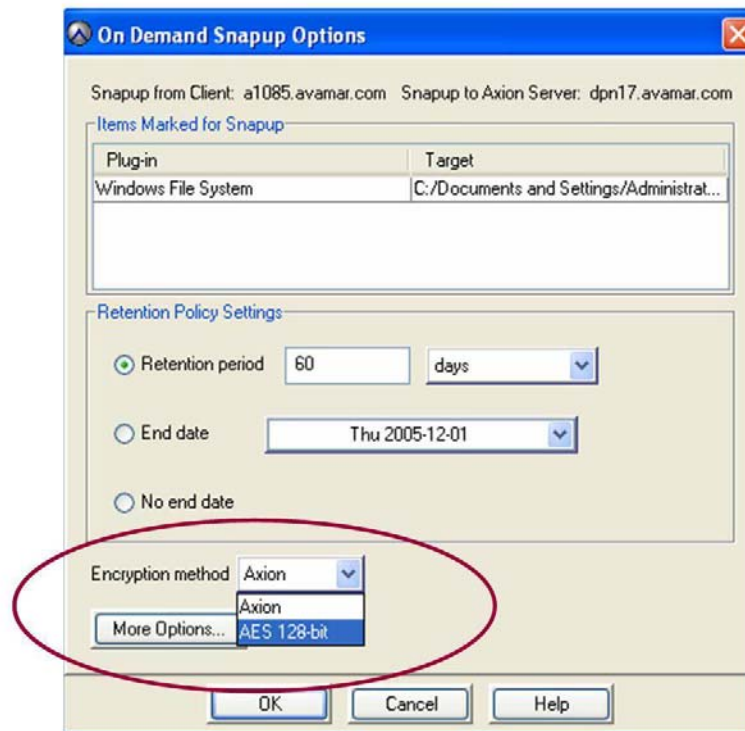 On Demand Snapup Options
Snapup from Client: a1085.avamar.com Snapup to Axion Server: dpn17.avamar.com
Items Marked for Snapup
Plug-in Target
Windows File System C:/Documents and Settings/Administrat...
Retention Policy Settings
Retention period 60 days
End date Thu 2005-12-01
No end date
Encryption method Axion
Axion
More Options... AES 128-bit
OK Cancel Help